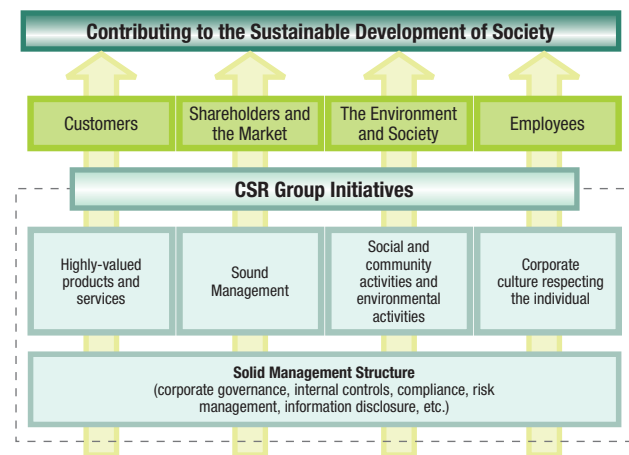 Contributing to the Sustainable Development of Society
Customers
Shareholders and
the Market
The Environment
and Society
Employees
CSR Group Initiatives
Highly-valued
products and
services
Sound
Management
Social and
community
activities and
environmental
activities
Corporate
culture respecting
the individual
Solid Management Structure
(corporate governance, internal controls, compliance, risk
management, information disclosure, etc.)